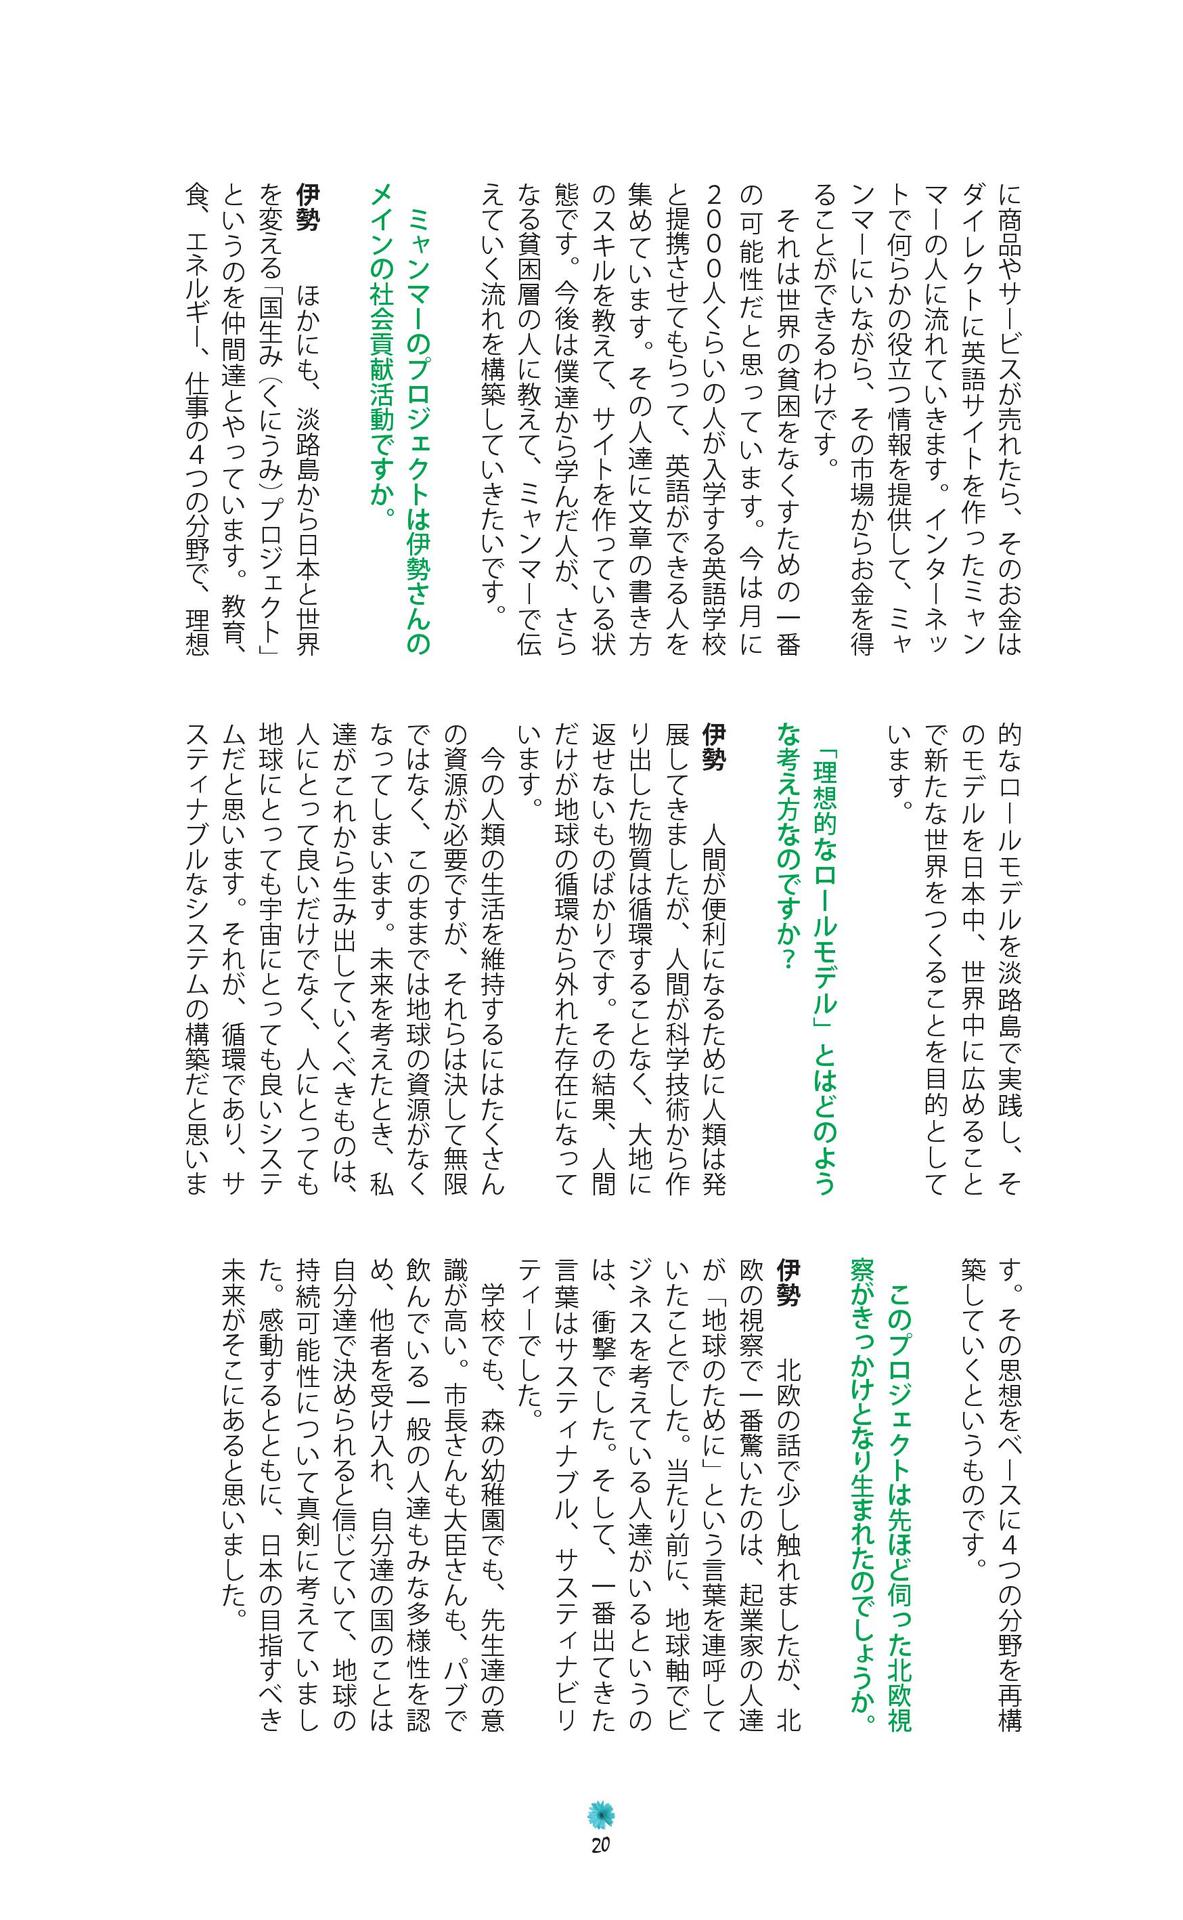 に商品やサービスが売れたら、そのお金は
ダイレクトに英語サイトを作ったミャン
マーの人に流れていきます。インターネッ
トで何らかの役立つ情報を提供して、ミャ
ンマーにいながら、その市場からお金を得
ることができるわけです。
それは世界の貧困をなくすための一番
の可能性だと思っています。今は月に
2000人くらいの人が入学する英語学校
と提携させてもらって、英語ができる人を
集めています。その人達に文章の書き方
のスキルを教えて、サイトを作っている状
態です。今後は僕達から学んだ人が、さら
なる貧困層の人に教えて、ミャンマーで伝
えていく流れを構築していきたいです。
ミャンマーのプロジェクトは伊勢さんの
メインの社会貢献活動ですか。
伊勢　ほかにも、淡路島から日本と世界
を変える「国生み（くにうみ）プロジェクト」
というのを仲間達とやっています。教育、
食、エネルギー、仕事の4つの分野で、理想
的なロールモデルを淡路島で実践し、そ
のモデルを日本中、世界中に広めること
で新たな世界をつくることを目的として
います。
「理想的なロールモデル」とはどのよう
な考え方なのですか？
伊勢　人間が便利になるために人類は発
展してきましたが、人間が科学技術から作
り出した物質は循環することなく、大地に
返せないものばかりです。その結果、人間
だけが地球の循環から外れた存在になって
います。
今の人類の生活を維持するにはたくさん
の資源が必要ですが、それらは決して無限
ではなく、このままでは地球の資源がなく
なってしまいます。未来を考えたとき、私
達がこれから生み出していくべきものは、
人にとって良いだけでなく、人にとっても
地球にとっても宇宙にとっても良いシステ
ムだと思います。それが、循環であり、サ
スティナブルなシステムの構築だと思いま
す。その思想をベースに4つの分野を再構
築していくというものです。
このプロジェクトは先ほど伺った北欧視
察がきっかけとなり生まれたのでしょうか。
伊勢　北欧の話で少し触れましたが、北
欧の視察で一番驚いたのは、起業家の人達
が「地球のために」という言葉を連呼して
いたことでした。当たり前に、地球軸でビ
ジネスを考えている人達がいるというの
は、衝撃でした。そして、一番出てきた
言葉はサスティナブル、サスティナビリ
ティーでした。
学校でも、森の幼稚園でも、先生達の意
識が高い。市長さんも大臣さんも、パブで
飲んでいる一般の人達もみな多様性を認
め、他者を受け入れ、自分達の国のことは
自分達で決められると信じていて、地球の
持続可能性について真剣に考えていまし
た。感動するとともに、日本の目指すべき
未来がそこにあると思いました。
20